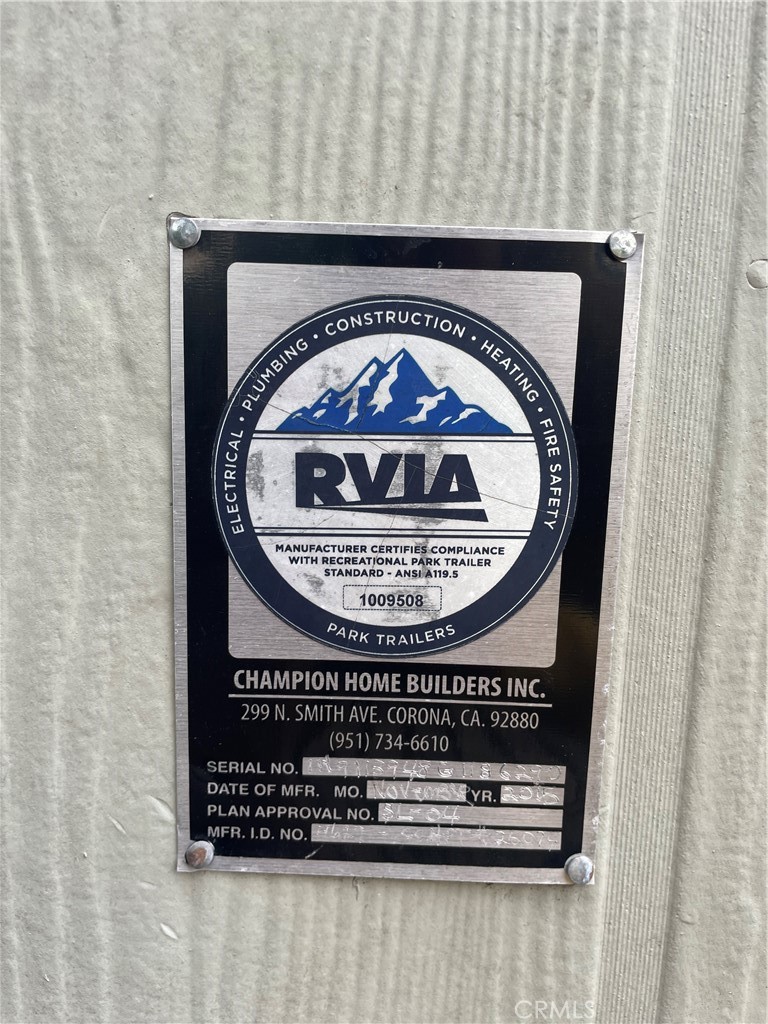 ELECTRICAL • PLUMBING • CONSTRUCTION • HEATING • FIRE SAFETY
RVIA
MANUFACTURER CERTIFIES COMPLIANCE
WITH RECREATIONAL PARK TRAILER
STANDARD - ANSI A119.5
1009508
PARK TRAILERS
CHAMPION HOME BUILDERS INC.
299 N. SMITH AVE. CORONA, CA. 92880
(951) 734-6610
SERIAL NO.
DATE OF MFR. MO. YR.
PLAN APPROVAL NO.
MFR. I.D. NO.
CRMLS